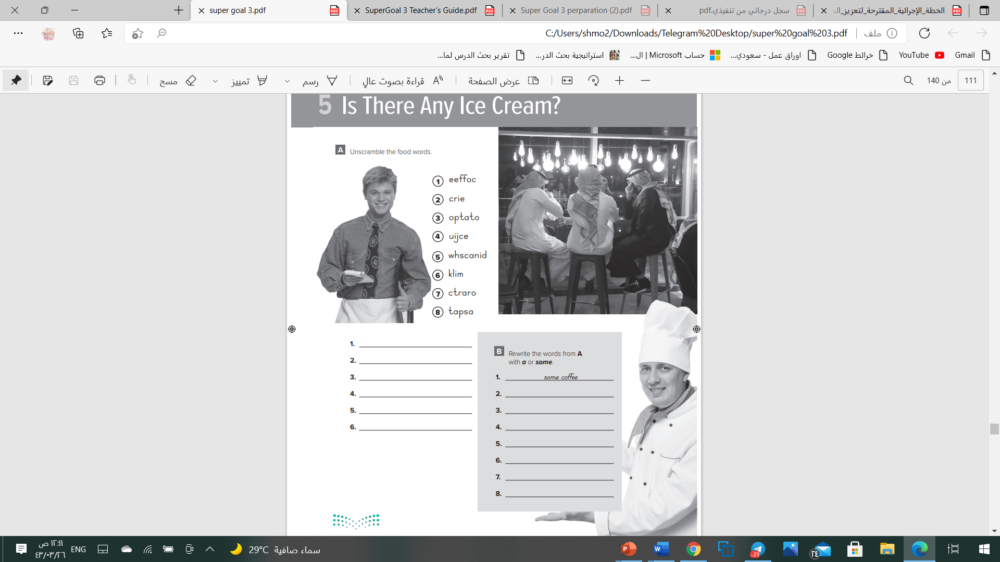 super goal 3.pdf
SuperGoal 3 Teacher's Guide.pdf
Super Goal 3 perparation (2).pdf
سجل درجاتي من تنفيذي.pdf
الخطة_الإجرائية_المقترحة_لتعزيز_الم
C:/Users/shmo2/Downloads/Telegram%20Desktop/super%20goal%203.pdf
ملف
تقرير بحث الدرس لما...
استراتيجية بحث الدر...
حساب Microsoft | ال...
اوراق عمل - سعودي...
خرائط Google
YouTube
Gmail
مسح
تمييز
رسم
قراءة بصوت عالٍ
عرض الصفحة
من 140
111
5 Is There Any Ice Cream?
A Unscramble the food words.
1 eeffoc
2 crie
3 optato
4 uijce
5 whscanid
6 klim
7 ctraro
8 tapsa
1.
2.
3.
4.
5.
6.
B Rewrite the words from A
with a or some.
1. some coffee
2.
3.
4.
5.
6.
7.
8.
١٢:١١ ص
٤٣/٠٣/٢٦
ENG
29°C سماء صافية
29..
٢٤